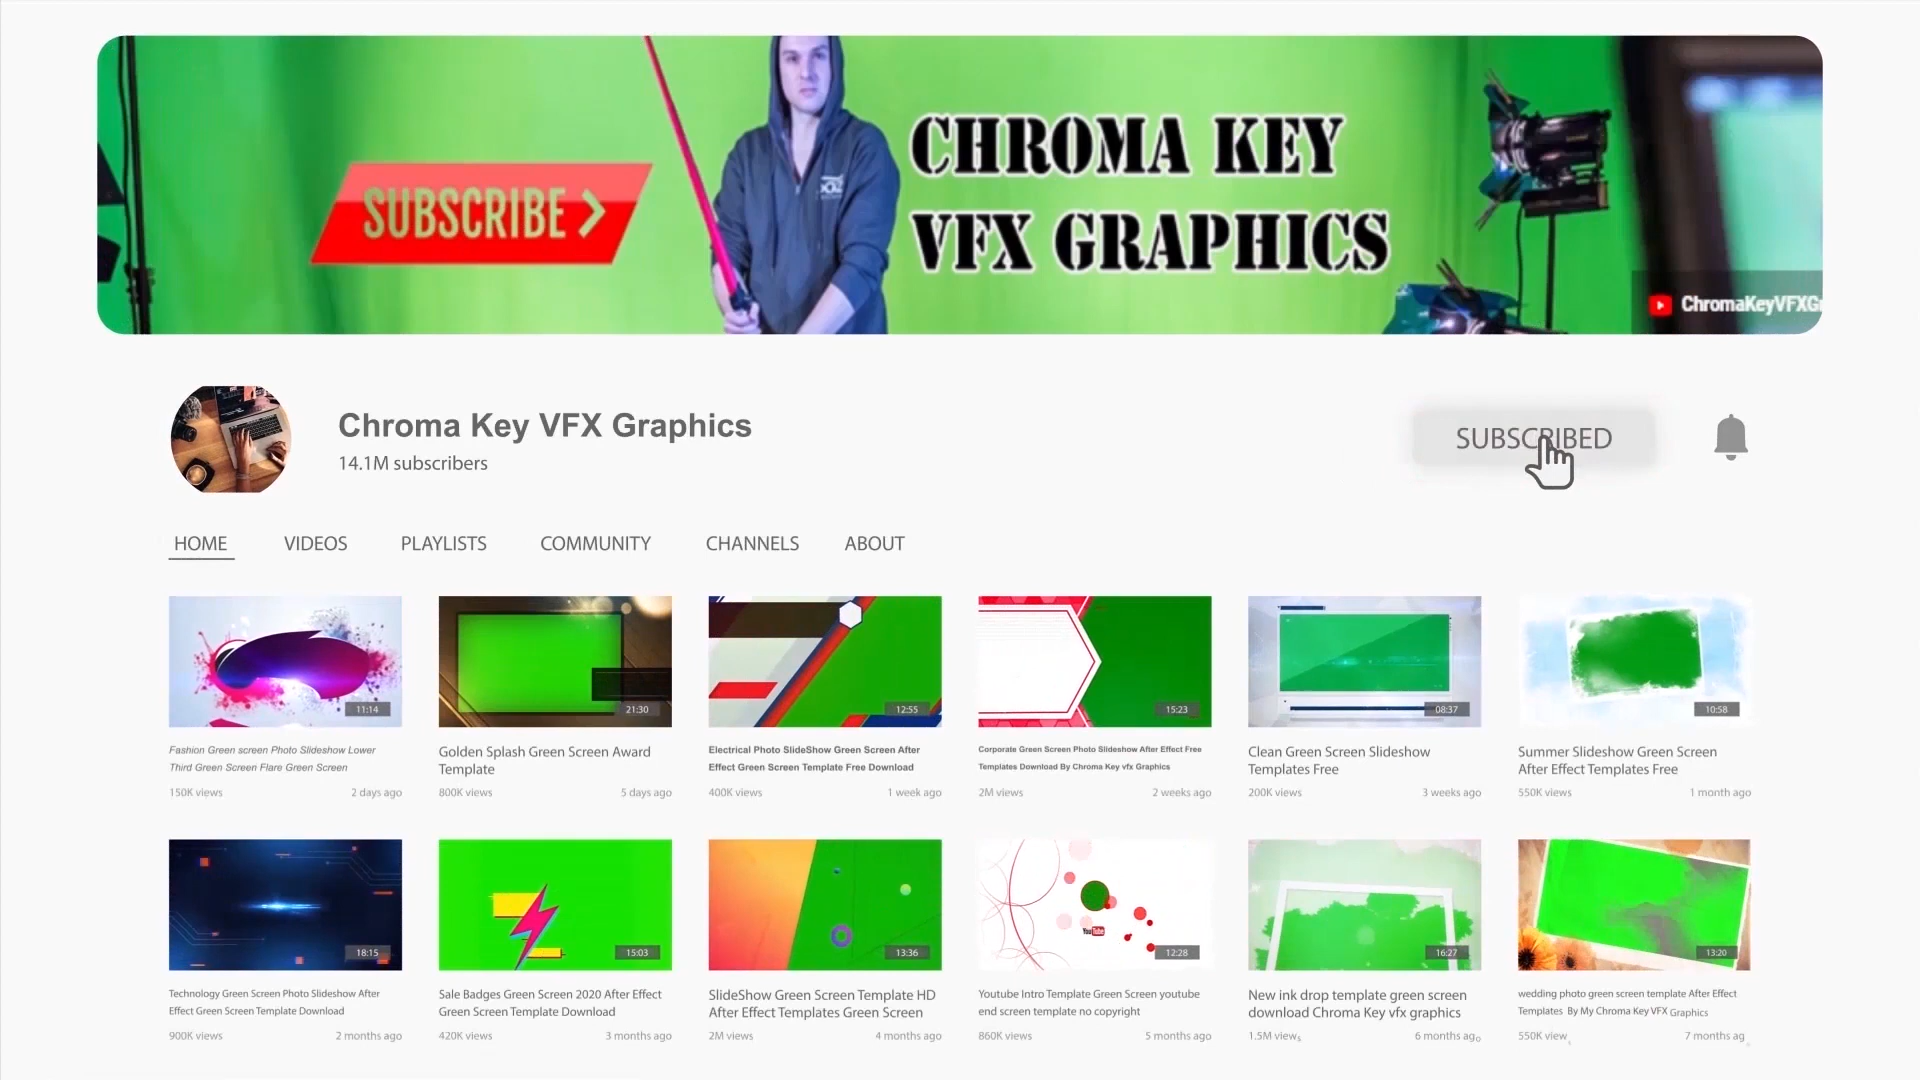 SUBSCRIBE >
CHROMA KEY
VFX GRAPHICS
ChromaKeyVFXGr
Chroma Key VFX Graphics
14.1M subscribers
SUBSCRIBED
HOME VIDEOS PLAYLISTS COMMUNITY CHANNELS ABOUT
11:14 21:30 12:55 15:23 08:37 10:58
Fashion Green screen Photo Slideshow Lower
Third Green Screen Flare Green Screen
150K views 2 days ago
Golden Splash Green Screen Award
Template
800K views 5 days ago
Electrical Photo SlideShow Green Screen After
Effect Green Screen Template Free Download
400K views 1 week ago
Corporate Green Screen Photo Slideshow After Effect Free
Templates Download By Chroma Key vfx Graphics
2M views 2 weeks ago
Clean Green Screen Slideshow
Templates Free
200K views 3 weeks ago
Summer Slideshow Green Screen
After Effect Templates Free
550K views 1 month ago
18:15 15:03 13:36 You Tube 12:28 16:27 13:20
Technology Green Screen Photo Slideshow After
Effect Green Screen Template Download
900K views 2 months ago
Sale Badges Green Screen 2020 After Effect
Green Screen Template Download
420K views 3 months ago
SlideShow Green Screen Template HD
After Effect Templates Green Screen
2M views 4 months ago
Youtube Intro Template Green Screen youtube
end screen template no copyright
860K views 5 months ago
New ink drop template green screen
download Chroma Key vfx graphics
1.5M views 6 months ago
wedding photo green screen template After Effect
Templates By My Chroma Key VFX Graphics
550K view 7 months ag